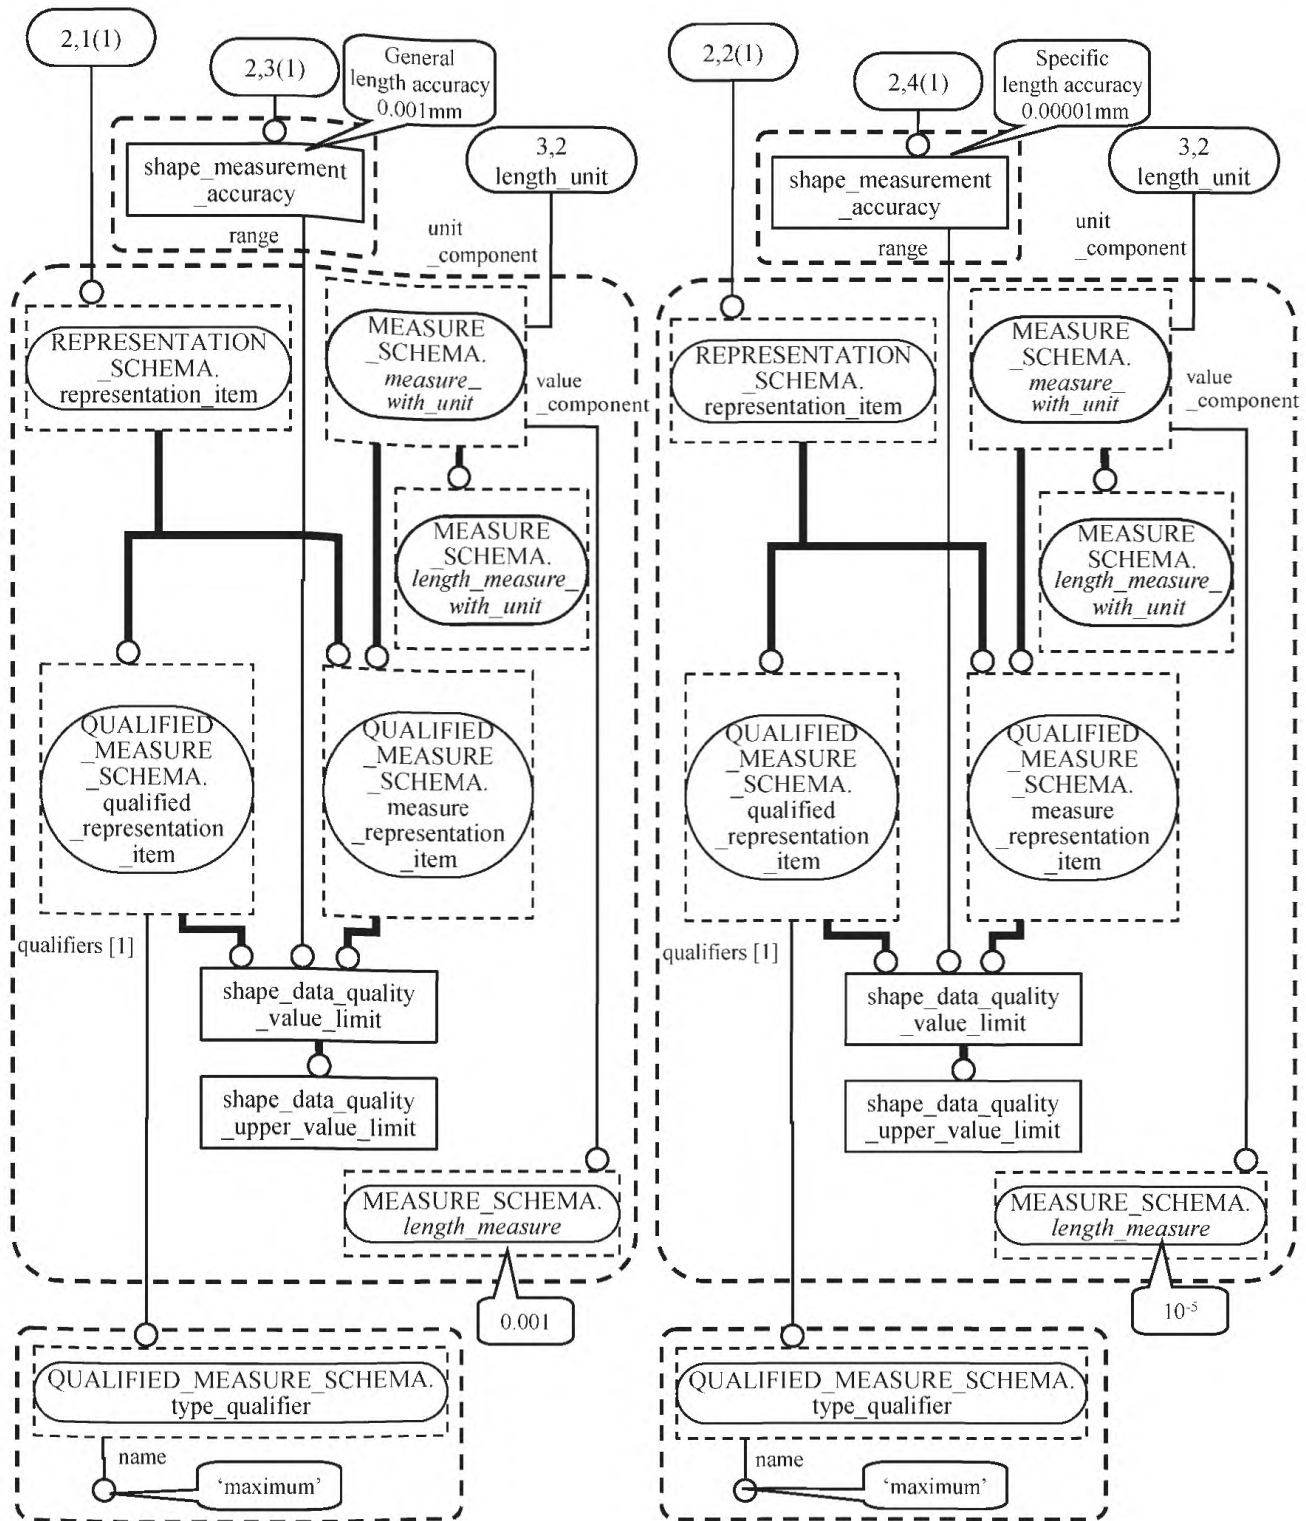 2,1(1)
2,3(1)
General
length accuracy
0.001mm
shape_measurement
_accuracy
range
3,2
length_unit
unit
_component
REPRESENTATION
_SCHEMA.
representation_item
MEASURE
_SCHEMA.
measure_
with_unit
value
_component
MEASURE
_SCHEMA.
length_measure_
with_unit
QUALIFIED
_MEASURE
_SCHEMA.
qualified
_representation
_item
QUALIFIED
_MEASURE
_SCHEMA.
measure
_representation
_item
qualifiers [1]
shape_data_quality
_value_limit
shape_data_quality
_upper_value_limit
MEASURE_SCHEMA.
length_measure
0.001
QUALIFIED_MEASURE_SCHEMA.
type_qualifier
name
‘maximum’
2,2(1)
2,4(1)
Specific
length accuracy
0.00001mm
shape_measurement
_accuracy
range
3,2
length_unit
unit
_component
REPRESENTATION
_SCHEMA.
representation_item
MEASURE
_SCHEMA.
measure_
with_unit
value
_component
MEASURE
_SCHEMA.
length_measure_
with_unit
QUALIFIED
_MEASURE
_SCHEMA.
qualified
_representation
_item
QUALIFIED
_MEASURE
_SCHEMA.
measure
_representation
_item
qualifiers [1]
shape_data_quality
_value_limit
shape_data_quality
_upper_value_limit
MEASURE_SCHEMA.
length_measure
10⁻⁵
QUALIFIED_MEASURE_SCHEMA.
type_qualifier
name
‘maximum’